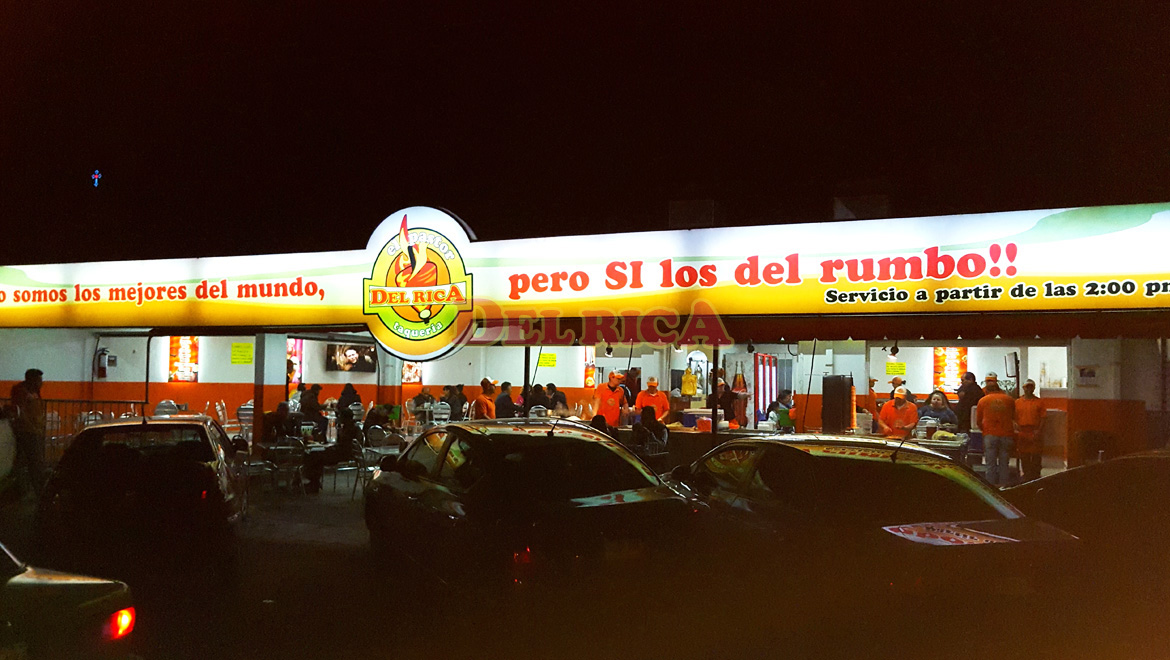 o somos los mejores del mundo,
el pastor
DEL RICA
taquería
pero SI los del rumbo!!
Servicio a partir de las 2:00 pm
DEL RICA